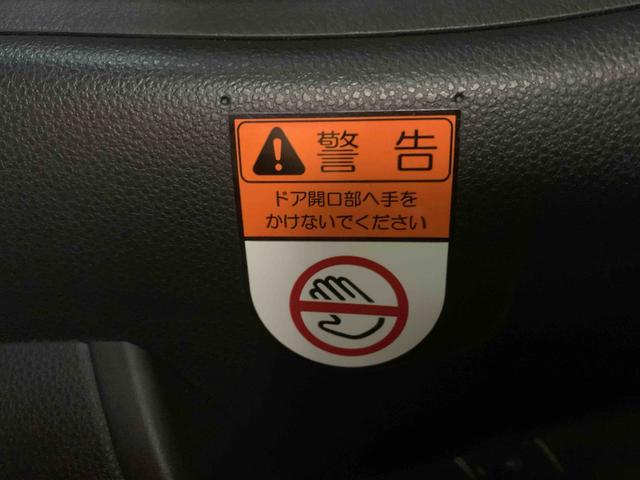 警告
ドア開口部へ手を
かけないでください